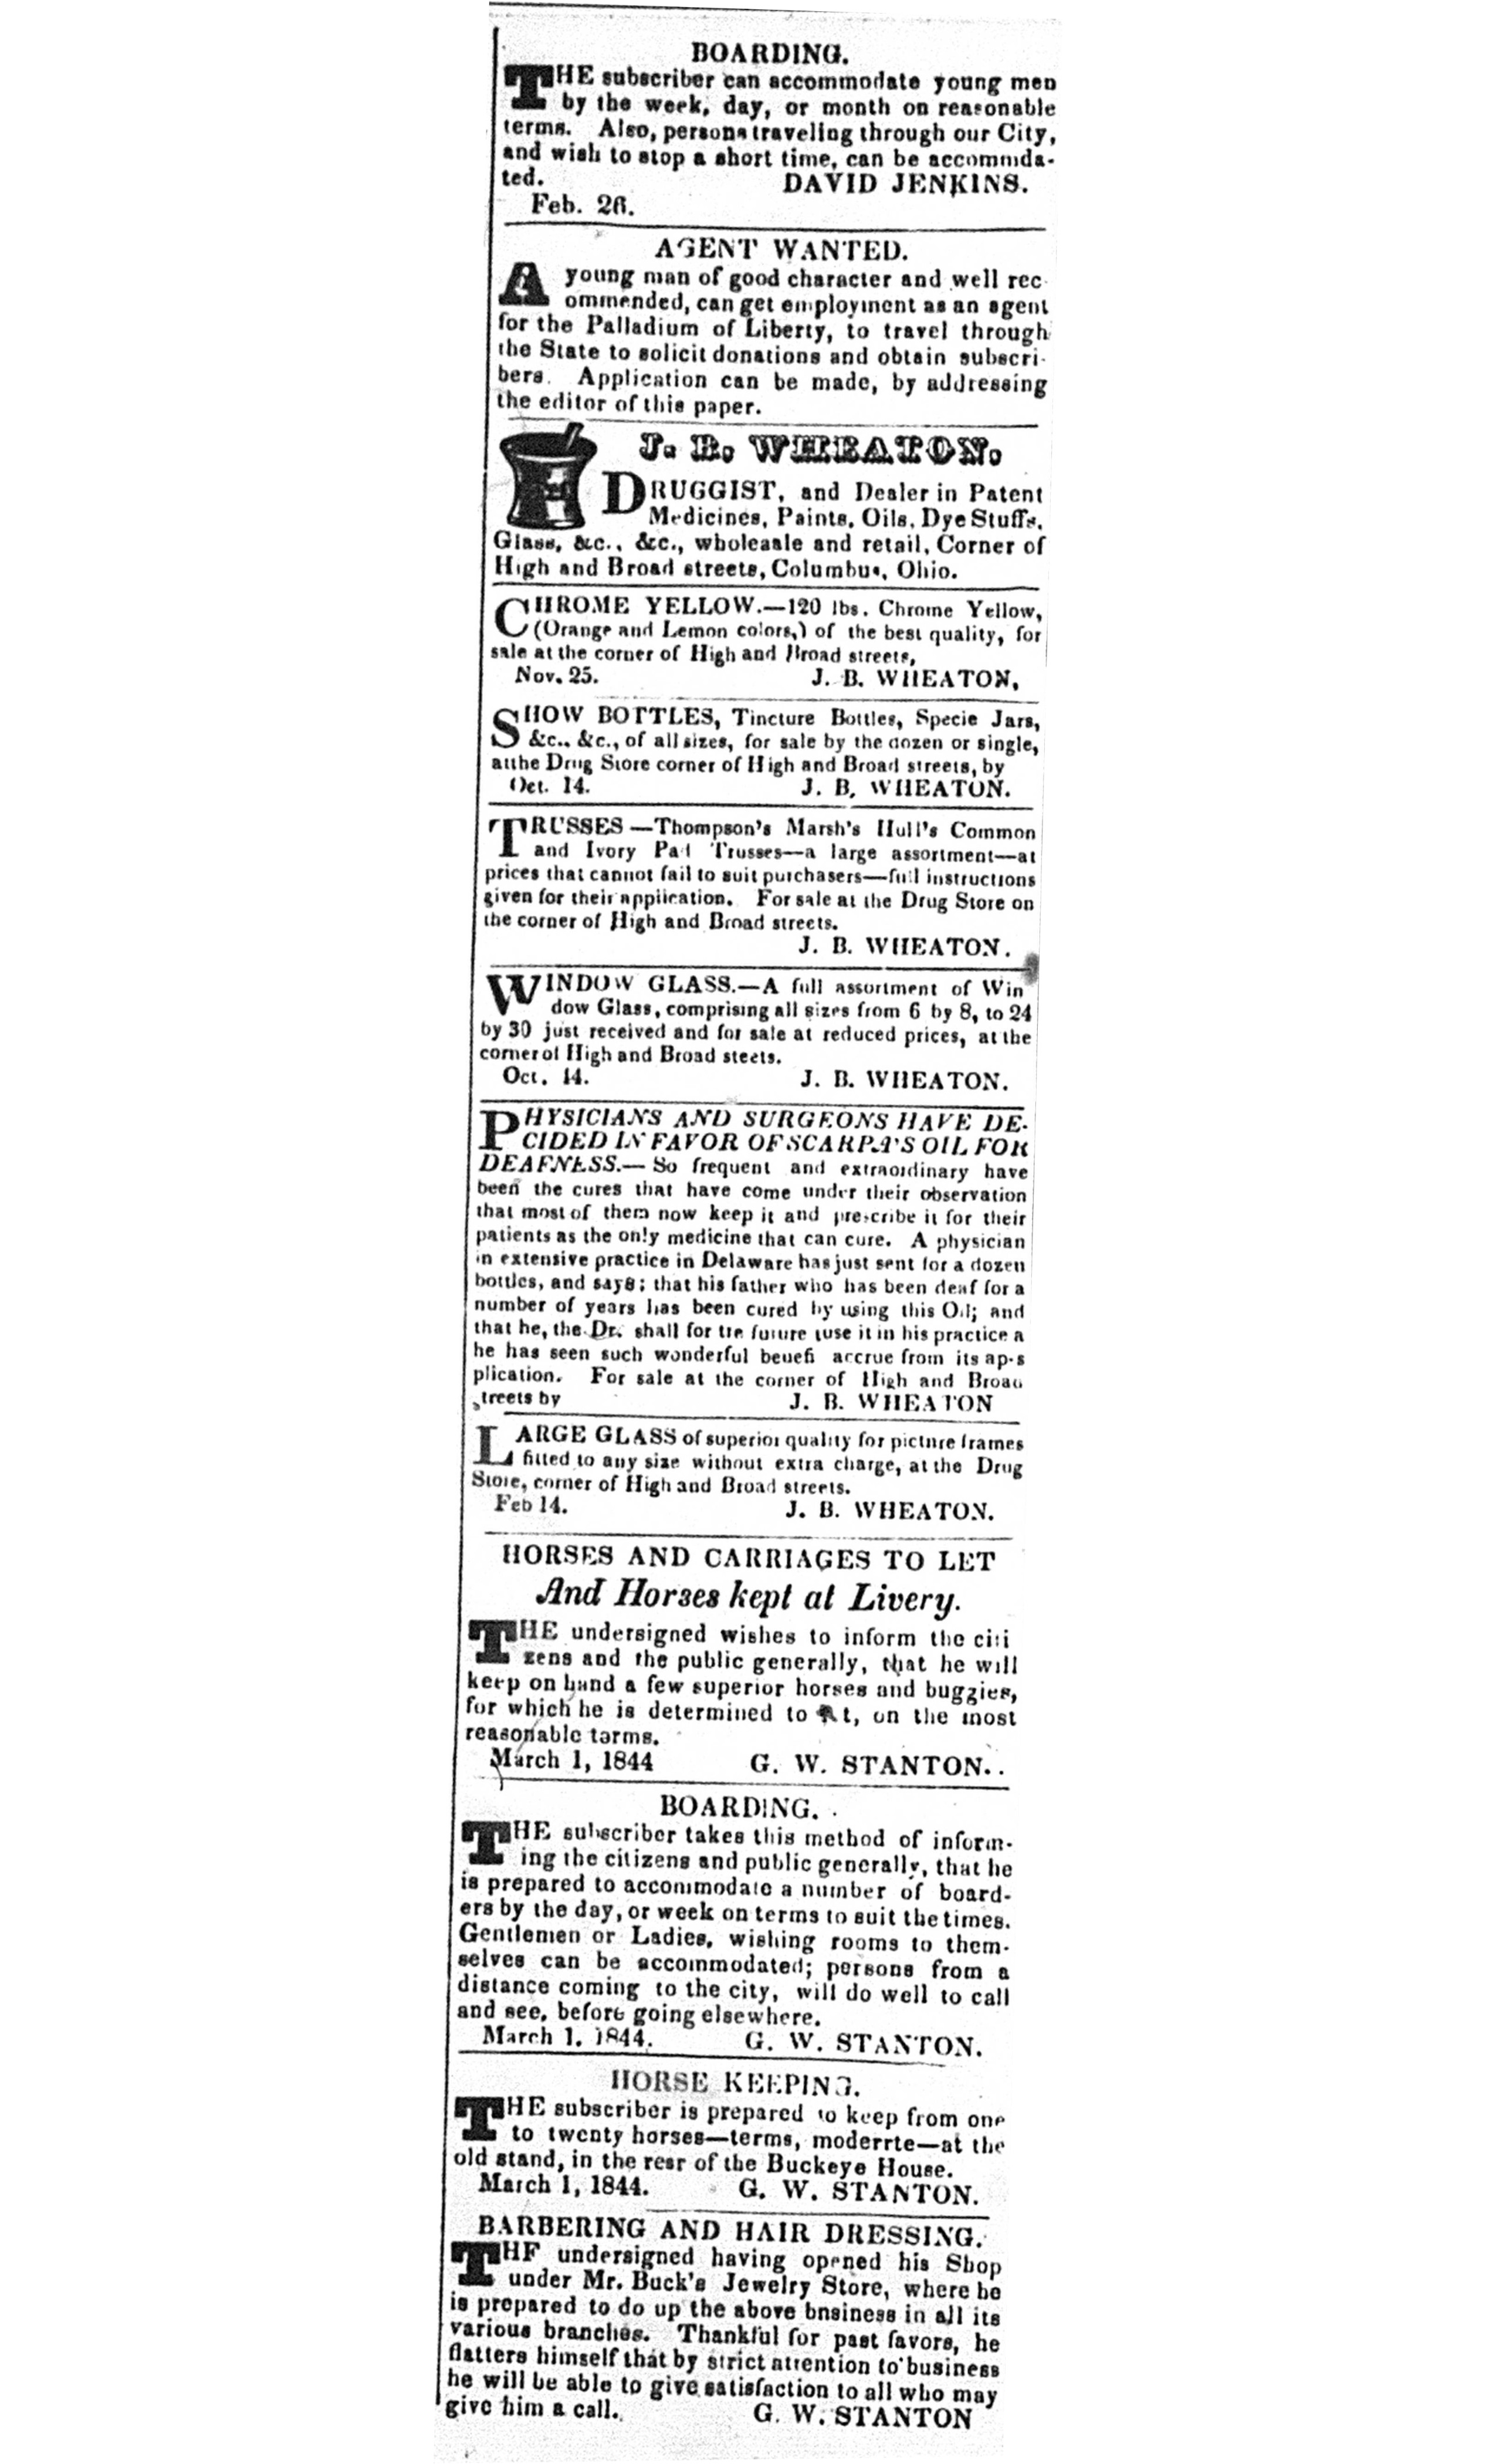 BOARDING.
THE subscriber can accommodate young men
by the week, day, or month on reasonable
terms. Also, persons traveling through our City,
and wish to stop a short time, can be accommda-
ted. DAVID JENKINS.
Feb. 26.
AGENT WANTED.
A young man of good character and well rec
ommended, can get employment as an agent
for the Palladium of Liberty, to travel through
the State to solicit donations and obtain subscri-
bers. Application can be made, by addressing
the editor of this paper.
J. B. WHEATON.
DRUGGIST, and Dealer in Patent
Medicines, Paints, Oils, Dye Stuffs,
Glass, &c., &c., wholeasle and retail, Corner of
High and Broad streets, Columbus, Ohio.
CHROME YELLOW.—120 lbs. Chrome Yellow,
(Orange and Lemon colors,) of the best quality, for
sale at the corner of High and Broad streets,
Nov. 25. J. B. WHEATON,
SHOW BOTTLES, Tincture Bottles, Specie Jars,
&c., &c., of all sizes, for sale by the dozen or single,
atthe Drug Store corner of High and Broad streets, by
Oct. 14. J. B, WHEATON.
TRUSSES—Thompson's Marsh's Hull's Common
and Ivory Pad Trusses—a large assortment—at
prices that cannot fail to suit purchasers—full instructions
given for their application. For sale at the Drug Store on
the corner of High and Broad streets.
J. B. WHEATON.
WINDOW GLASS.—A full assortment of Win
dow Glass, comprising all sizes from 6 by 8, to 24
by 30 just received and for sale at reduced prices, at the
corner of High and Broad steets.
Oct. 14. J. B. WHEATON.
PHYSICIANS AND SURGEONS HAVE DE-
CIDED IN FAVOR OF SCARPA'S OIL FOR
DEAFNESS.—So frequent and extraordinary have
been the cures that have come under their observation
that most of them now keep it and prescribe it for their
patients as the only medicine that can cure. A physician
in extensive practice in Delaware has just sent for a dozen
bottles, and says; that his father who has been deaf for a
number of years has been cured by using this Oil; and
that he, the Dr. shall for tre future tuse it in his practice a
he has seen such wonderful benefi accrue from its ap-s
plication. For sale at the corner of High and Broad
streets by J. B. WHEATON
LARGE GLASS of superior quality for picture frames
fitted to any size without extra charge, at the Drug
Store, corner of High and Broad streets.
Feb 14. J. B. WHEATON.
HORSES AND CARRIAGES TO LET
And Horses kept at Livery.
THE undersigned wishes to inform the citi
zens and the public generally, that he will
keep on hand a few superior horses and buggies,
for which he is determined to t, on the most
reasonable tarms.
March 1, 1844 G. W. STANTON..
BOARDING.
THE subscriber takes this method of inform-
ing the citizens and public generally, that he
is prepared to accommodate a number of board-
ers by the day, or week on terms to suit the times.
Gentlemen or Ladies, wishing rooms to them-
selves can be accommodated; persons from a
distance coming to the city, will do well to call
and see, before going elsewhere.
March 1, 1844. G. W. STANTON.
HORSE KEEPING.
THE subscriber is prepared to keep from one
to twenty horses—terms, moderrte—at the
old stand, in the rear of the Buckeye House.
March 1, 1844. G. W. STANTON.
BARBERING AND HAIR DRESSING.
THF undersigned having opened his Shop
under Mr. Buck's Jewelry Store, where he
is prepared to do up the above bnsiness in all its
various branches. Thankful for past favors, he
flatters himself that by strict attention to business
he will be able to give satisfaction to all who may
give him a call. G. W. STANTON